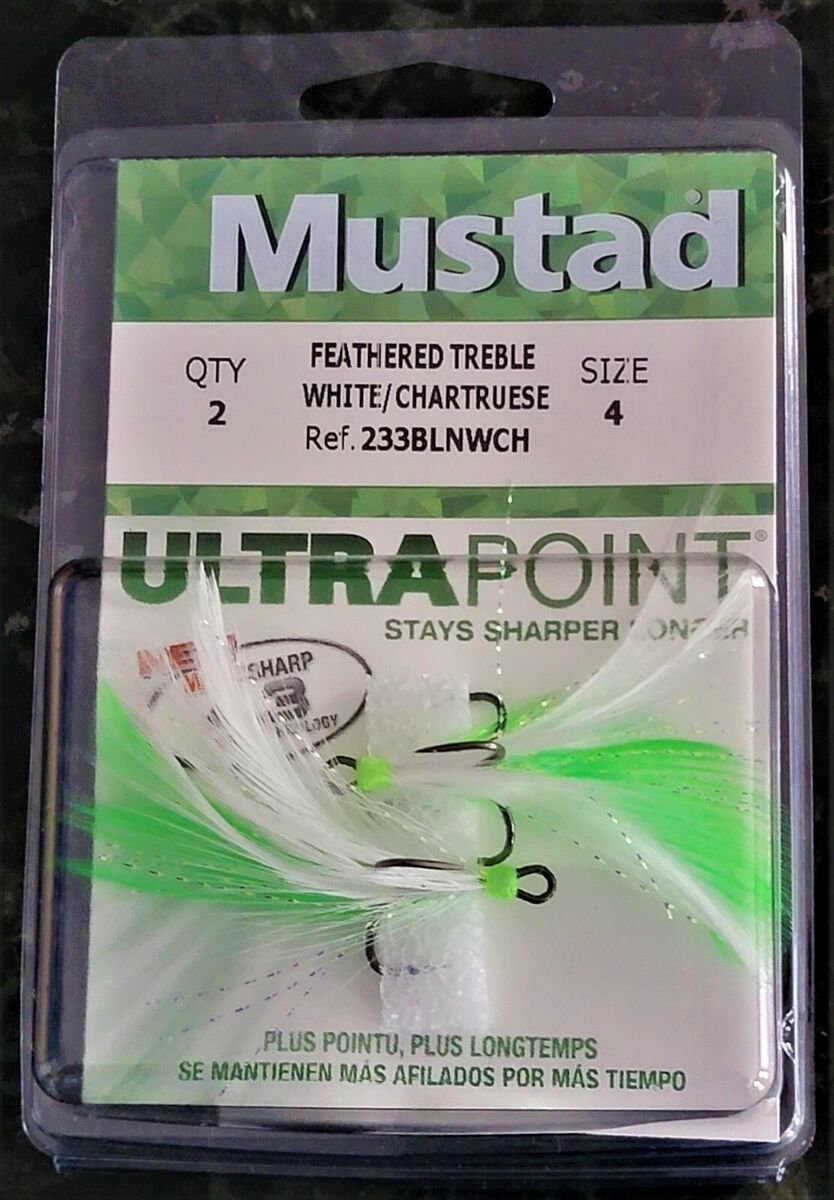 Mustad
QTY
2
FEATHERED TREBLE
WHITE/CHARTRUESE
Ref. 233BLNWCH
SIZE
4
ULTRAPOINT®
STAYS SHARPER LONGER
SHARP
PLUS POINTU, PLUS LONGTEMPS
SE MANTIENEN MÁS AFILADOS POR MÁS TIEMPO